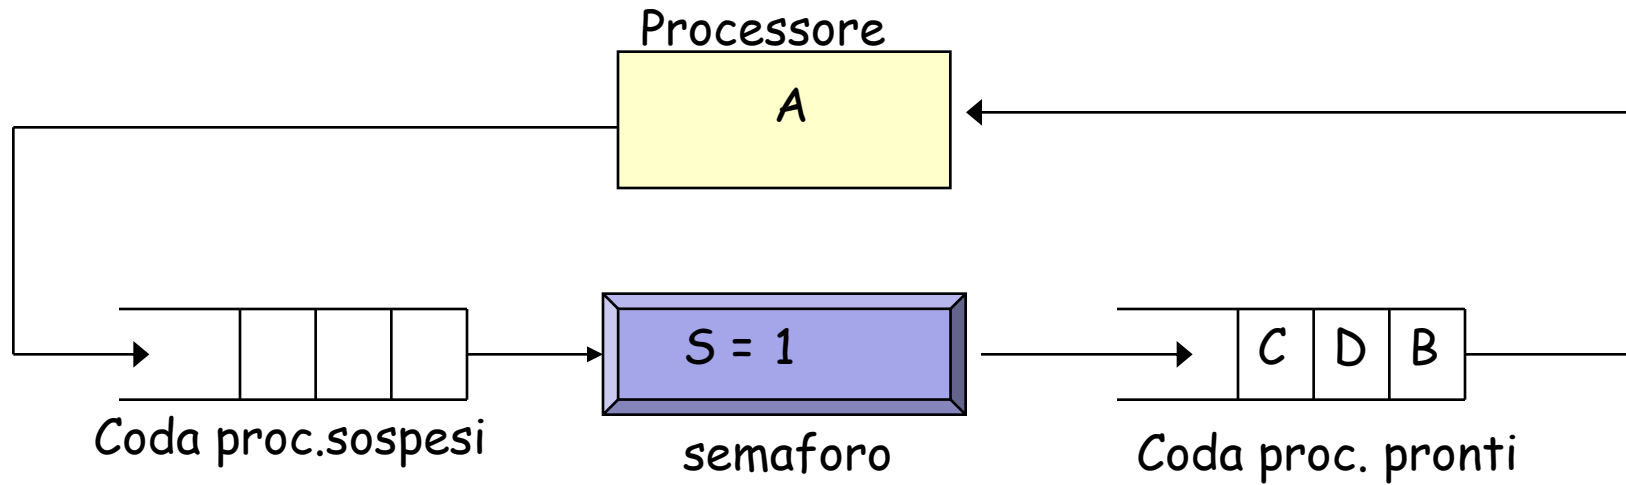 Processore
A
S = 1
C D B
Coda proc.sospesi
semaforo
Coda proc. pronti